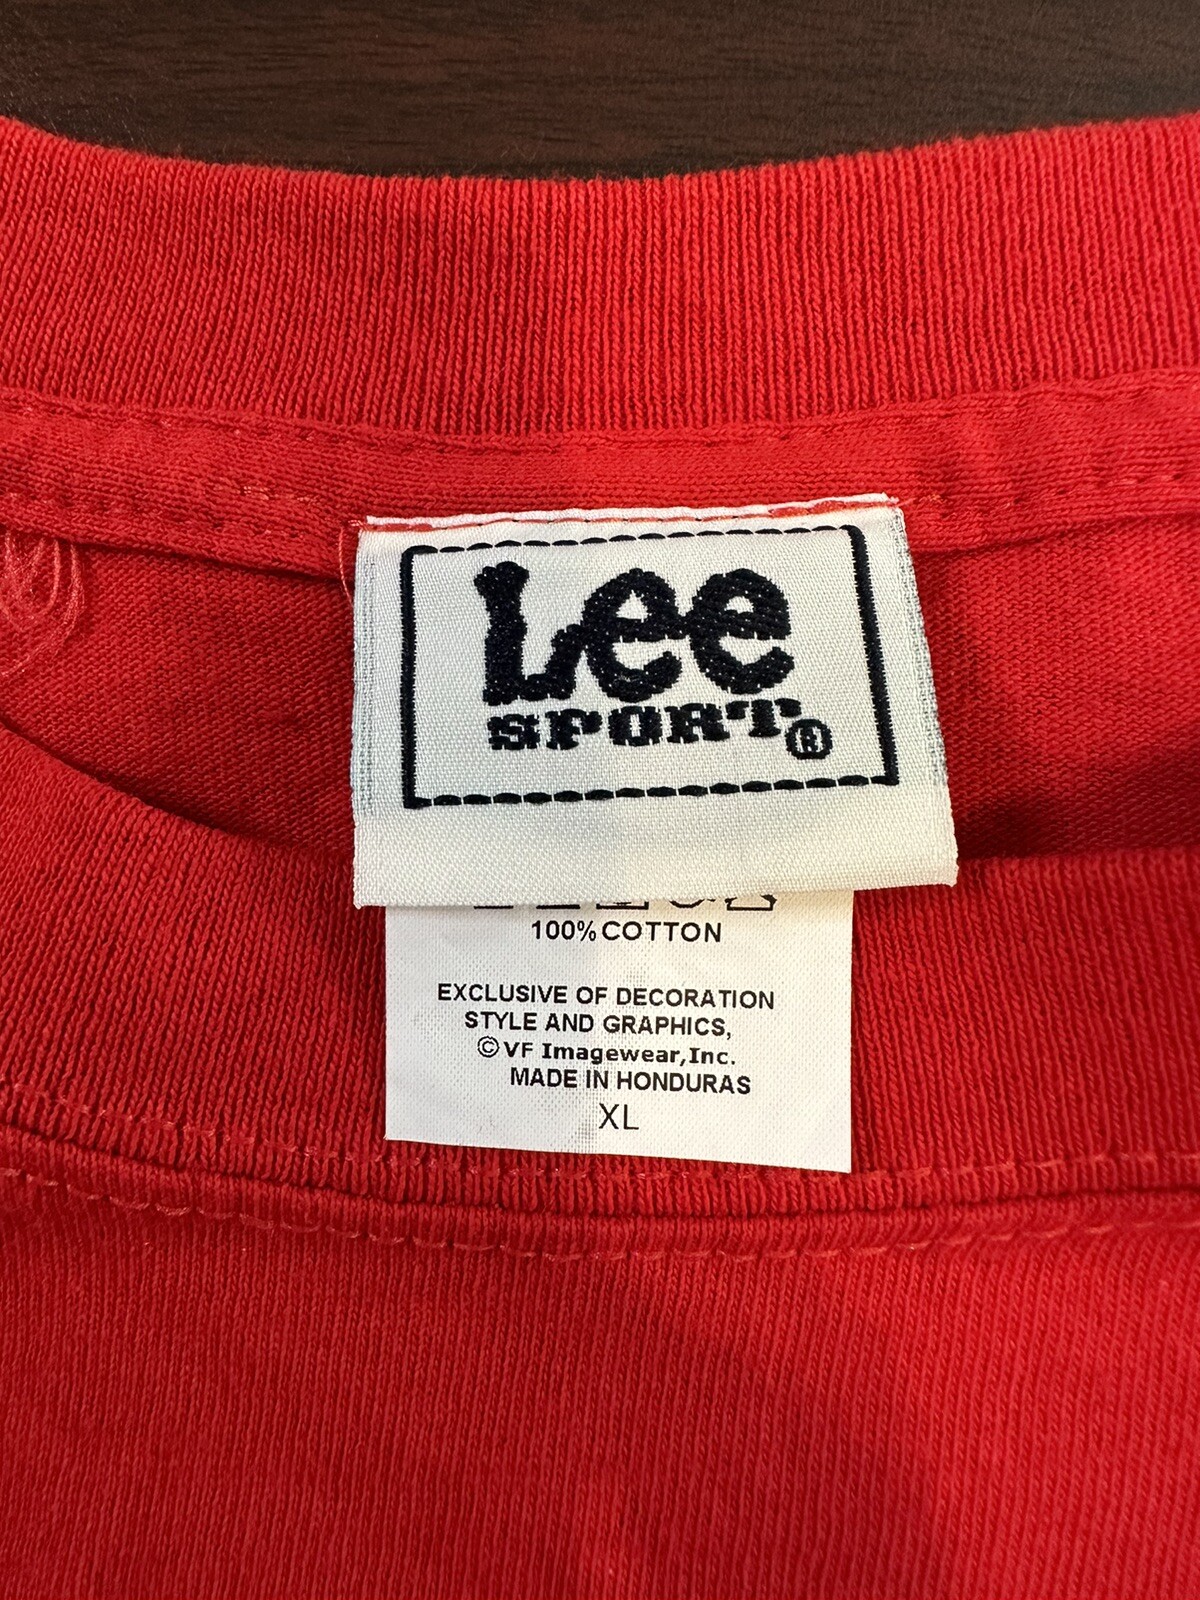 Lee
SPORT®
100% COTTON
EXCLUSIVE OF DECORATION
STYLE AND GRAPHICS,
©VF Imagewear,Inc.
MADE IN HONDURAS
XL